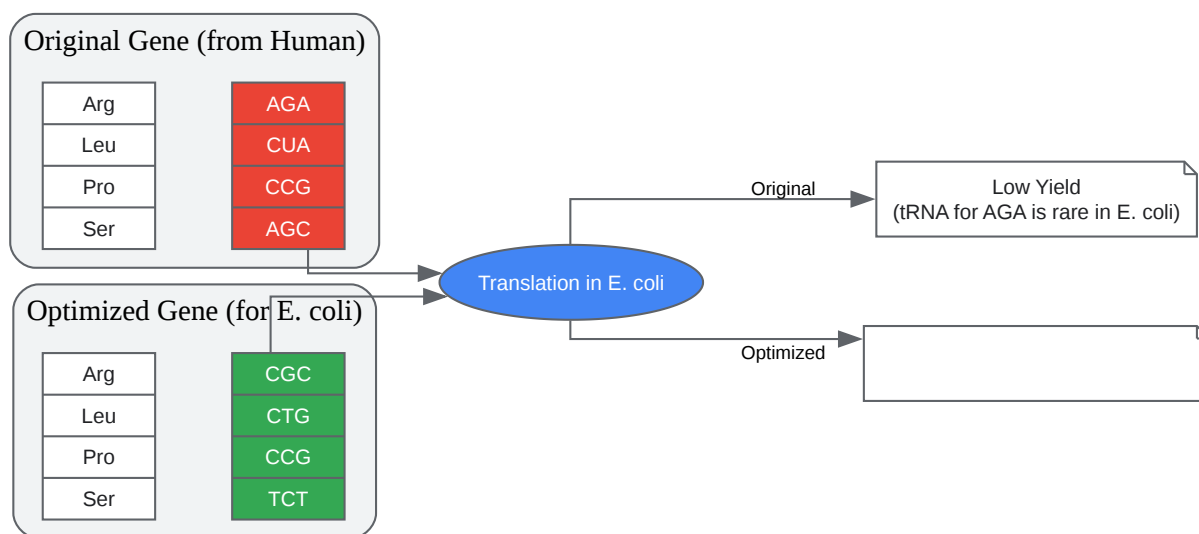 Original Gene (from Human)
Arg
AGA
Leu
CUA
Pro
CCG
Ser
AGC
Optimized Gene (for E. coli)
Arg
CGC
Leu
CTG
Pro
CCG
Ser
TCT
Translation in E. coli
Original
Low Yield
(tRNA for AGA is rare in E. coli)
Optimized